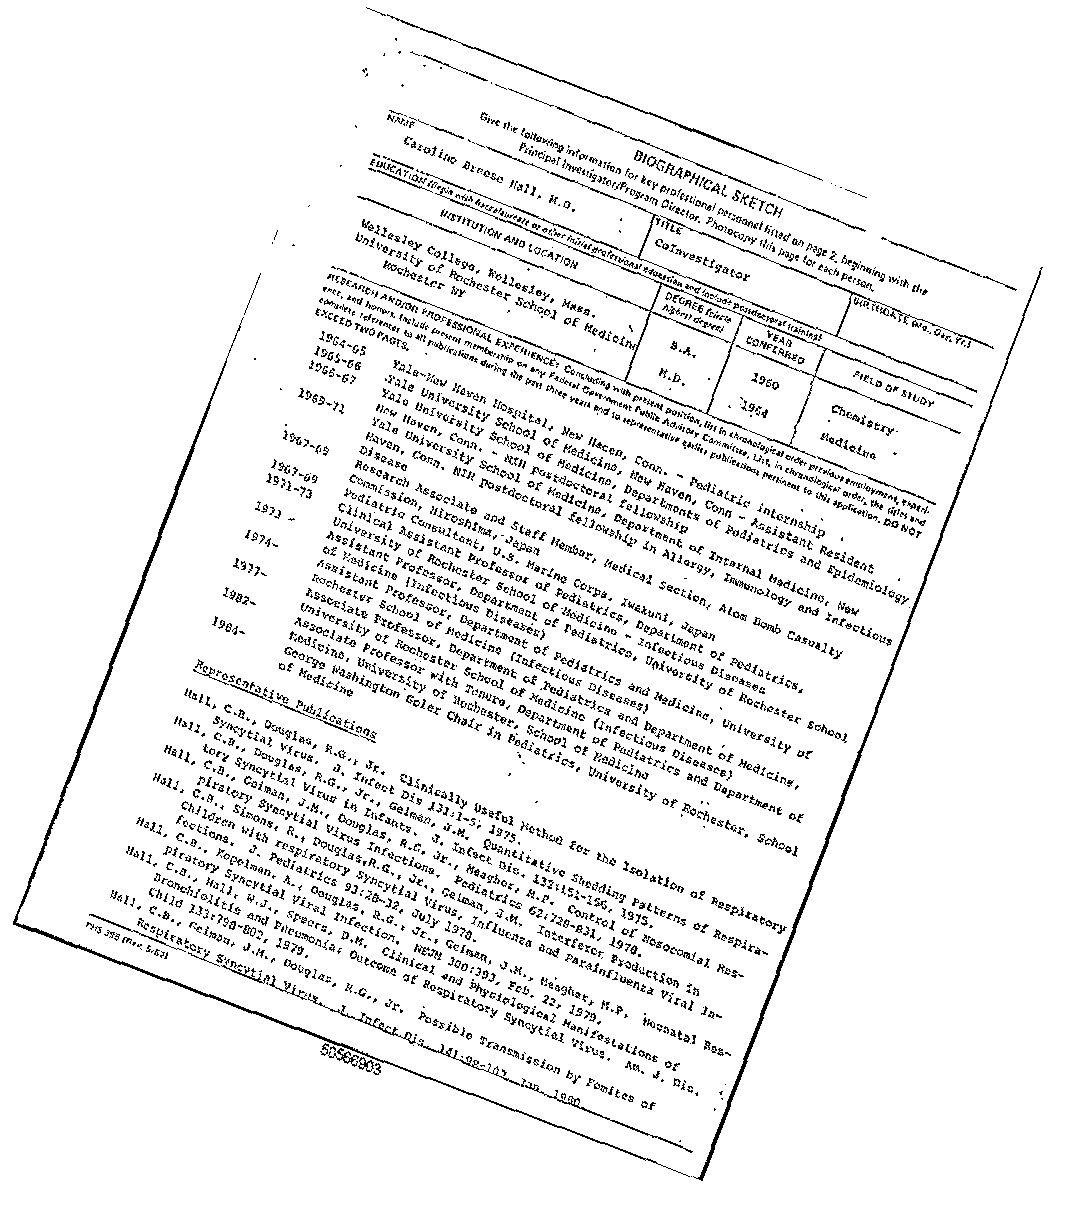 BIOGRAPHICAL SKETCH
Give the following information for key professional personnel listed on page 2, beginning with the
Principal Investigator/Program Director. Photocopy this page for each person.
NAME
TITLE
BIRTHDATE (Mo., Day, Yr.)
Caroline Breese Hall, M.D.
CoInvestigator
EDUCATION (Begin with baccalaureate or other initial professional education and include postdoctoral training)
INSTITUTION AND LOCATION
DEGREE (circle highest degree)
YEAR CONFERRED
FIELD OF STUDY
Wellesley College, Wellesley, Mass.
B.A.
1960
Chemistry
University of Rochester School of Medicine
M.D.
1964
Medicine
Rochester NY
RESEARCH AND/OR PROFESSIONAL EXPERIENCE: Concluding with present position, list in chronological order previous employment, experi-
ence, and honors. Include present membership on any Federal Government Public Advisory Committee. List, in chronological order, the titles and
complete references to all publications during the past three years and to representative earlier publications pertinent to this application. DO NOT
EXCEED TWO PAGES.
1964-65 Yale-New Haven Hospital, New Haven, Conn. - Pediatric internship
1965-66 Yale University School of Medicine, New Haven, Conn - Assistant Resident
1966-67 Yale University School of Medicine, Departments of Pediatrics and Epidemiology
New Haven, Conn. - NIH postdoctoral fellowship
1969-71 Yale University School of Medicine, Department of Internal Medicine, New
Haven, Conn. NIH postdoctoral fellowship in Allergy, Immunology and Infectious
Disease
1967-69 Research Associate and Staff Member, Medical Section, Atom Bomb Casualty
Commission, Hiroshima, Japan
1967-69 Pediatric Consultant, U.S. Marine Corps, Iwakuni, Japan
1971-73 Clinical Assistant Professor of Pediatrics, Department of Pediatrics,
University of Rochester School of Medicine - Infectious Diseases
1973 - Assistant Professor, Department of Pediatrics, University of Rochester School
of Medicine (Infectious Diseases)
1974- Assistant Professor, Department of Pediatrics and Medicine, University of
Rochester School of Medicine (Infectious Diseases)
1977- Associate Professor, Department of Pediatrics and Department of Medicine,
University of Rochester School of Medicine (Infectious Diseases)
1982- Associate Professor with Tenure, Department of Pediatrics and Department of
Medicine, University of Rochester, School of Medicine
1984- George Washington Goler Chair in Pediatrics, University of Rochester, School
of Medicine
Representative Publications
Hall, C.B., Douglas, R.G., Jr. Clinically Useful Method for the Isolation of Respiratory
Syncytial Virus. J. Infect Dis 131:1-5, 1975.
Hall, C.B., Douglas, R.G., Jr., Geiman, J.M. Quantitative Shedding Patterns of Respira-
tory Syncytial Virus in Infants. J. Infect Dis. 132:151-156, 1975.
Hall, C.B., Geiman, J.M., Douglas, R.G. Jr., Meagher, M.P. Control of Nosocomial Res-
piratory Syncytial Virus Infections. Pediatrics 62:728-831, 1978.
Hall, C.B., Simons, R., Douglas,R.G., Jr., Geiman, J.M. Interferon Production in
Children with respiratory Syncytial Virus, Influenza and Parainfluenza Viral In-
fections. J. Pediatrics 93:28-32, July 1978.
Hall, C.B., Kopelman, A., Douglas, R.G., Jr., Geiman, J.M., Meagher, M.P. Neonatal Res-
piratory Syncytial Viral Infection. NEJM 300:393, Feb. 22, 1979.
Hall, C.B., Hall, W.J., Speers, D.M. Clinical and Physiological Manifestations of
Bronchiolitis and Pneumonia: Outcome of Respiratory Syncytial Virus. Am. J. Dis.
Child 133:798-802, 1979.
Hall, C.B., Geiman, J.M., Douglas, R.G., Jr. Possible Transmission by Fomites of
Respiratory Syncytial Virus. J. Infect Dis. 141:98-102, Jan. 1980.
PHS 398 (Rev. 5/82)
50566903